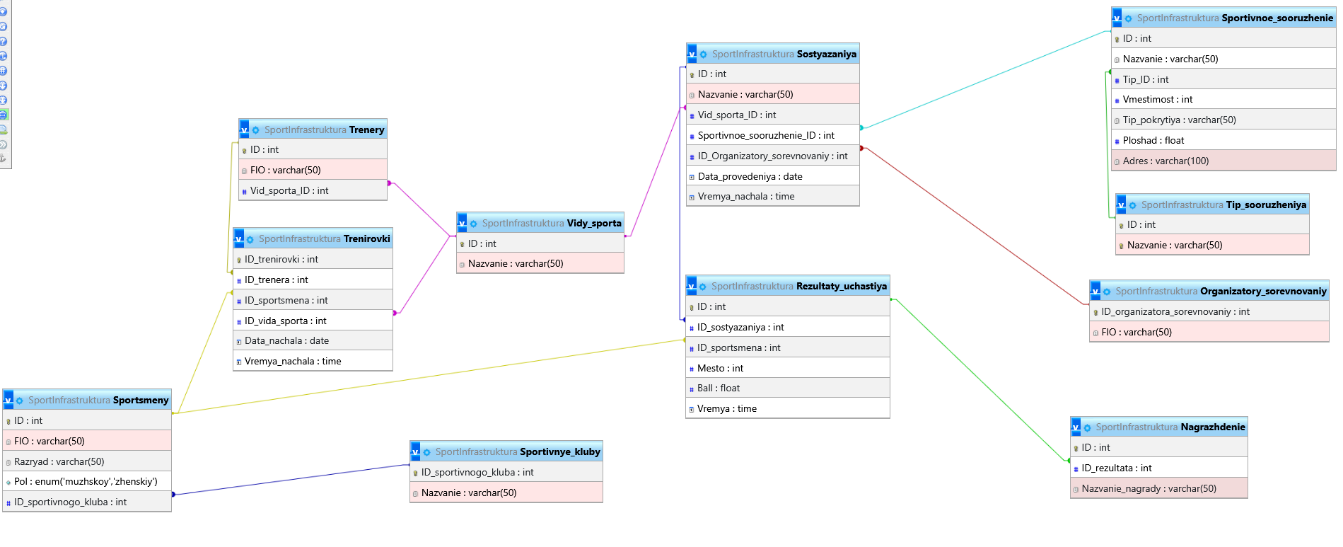 SportInfrastruktura Sportivnoe_sooruzhenie
ID : int
Nazvanie : varchar(50)
Tip_ID : int
Vmestimost : int
Tip_pokrytiya : varchar(50)
Ploshad : float
Adres : varchar(100)
SportInfrastruktura Sostyazaniya
ID : int
Nazvanie : varchar(50)
Vid_sporta_ID : int
Sportivnoe_sooruzhenie_ID : int
ID_Organizatory_sorevnovaniy : int
Data_provedeniya : date
Vremya_nachala : time
SportInfrastruktura Trenery
ID : int
FIO : varchar(50)
Vid_sporta_ID : int
SportInfrastruktura Tip_sooruzheniya
ID : int
Nazvanie : varchar(50)
SportInfrastruktura Vidy_sporta
ID : int
Nazvanie : varchar(50)
SportInfrastruktura Trenirovki
ID_trenirovki : int
ID_trenera : int
ID_sportsmena : int
ID_vida_sporta : int
Data_nachala : date
Vremya_nachala : time
SportInfrastruktura Rezultaty_uchastiya
ID : int
ID_sostyazaniya : int
ID_sportsmena : int
Mesto : int
Ball : float
Vremya : time
SportInfrastruktura Organizatory_sorevnovaniy
ID_organizatora_sorevnovaniy : int
FIO : varchar(50)
SportInfrastruktura Sportsmeny
ID : int
FIO : varchar(50)
Razryad : varchar(50)
Pol : enum('muzhskoy','zhenskiy')
ID_sportivnogo_kluba : int
SportInfrastruktura Sportivnye_kluby
ID_sportivnogo_kluba : int
Nazvanie : varchar(50)
SportInfrastruktura Nagrazhdenie
ID : int
ID_rezultata : int
Nazvanie_nagrady : varchar(50)